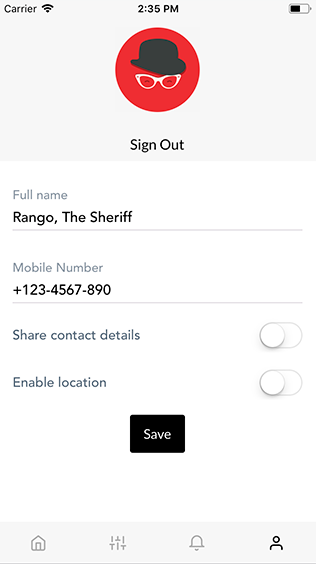 Carrier 2:35 PM
Sign Out
Full name
Rango, The Sheriff
Mobile Number
+123-4567-890
Share contact details
Enable location
Save